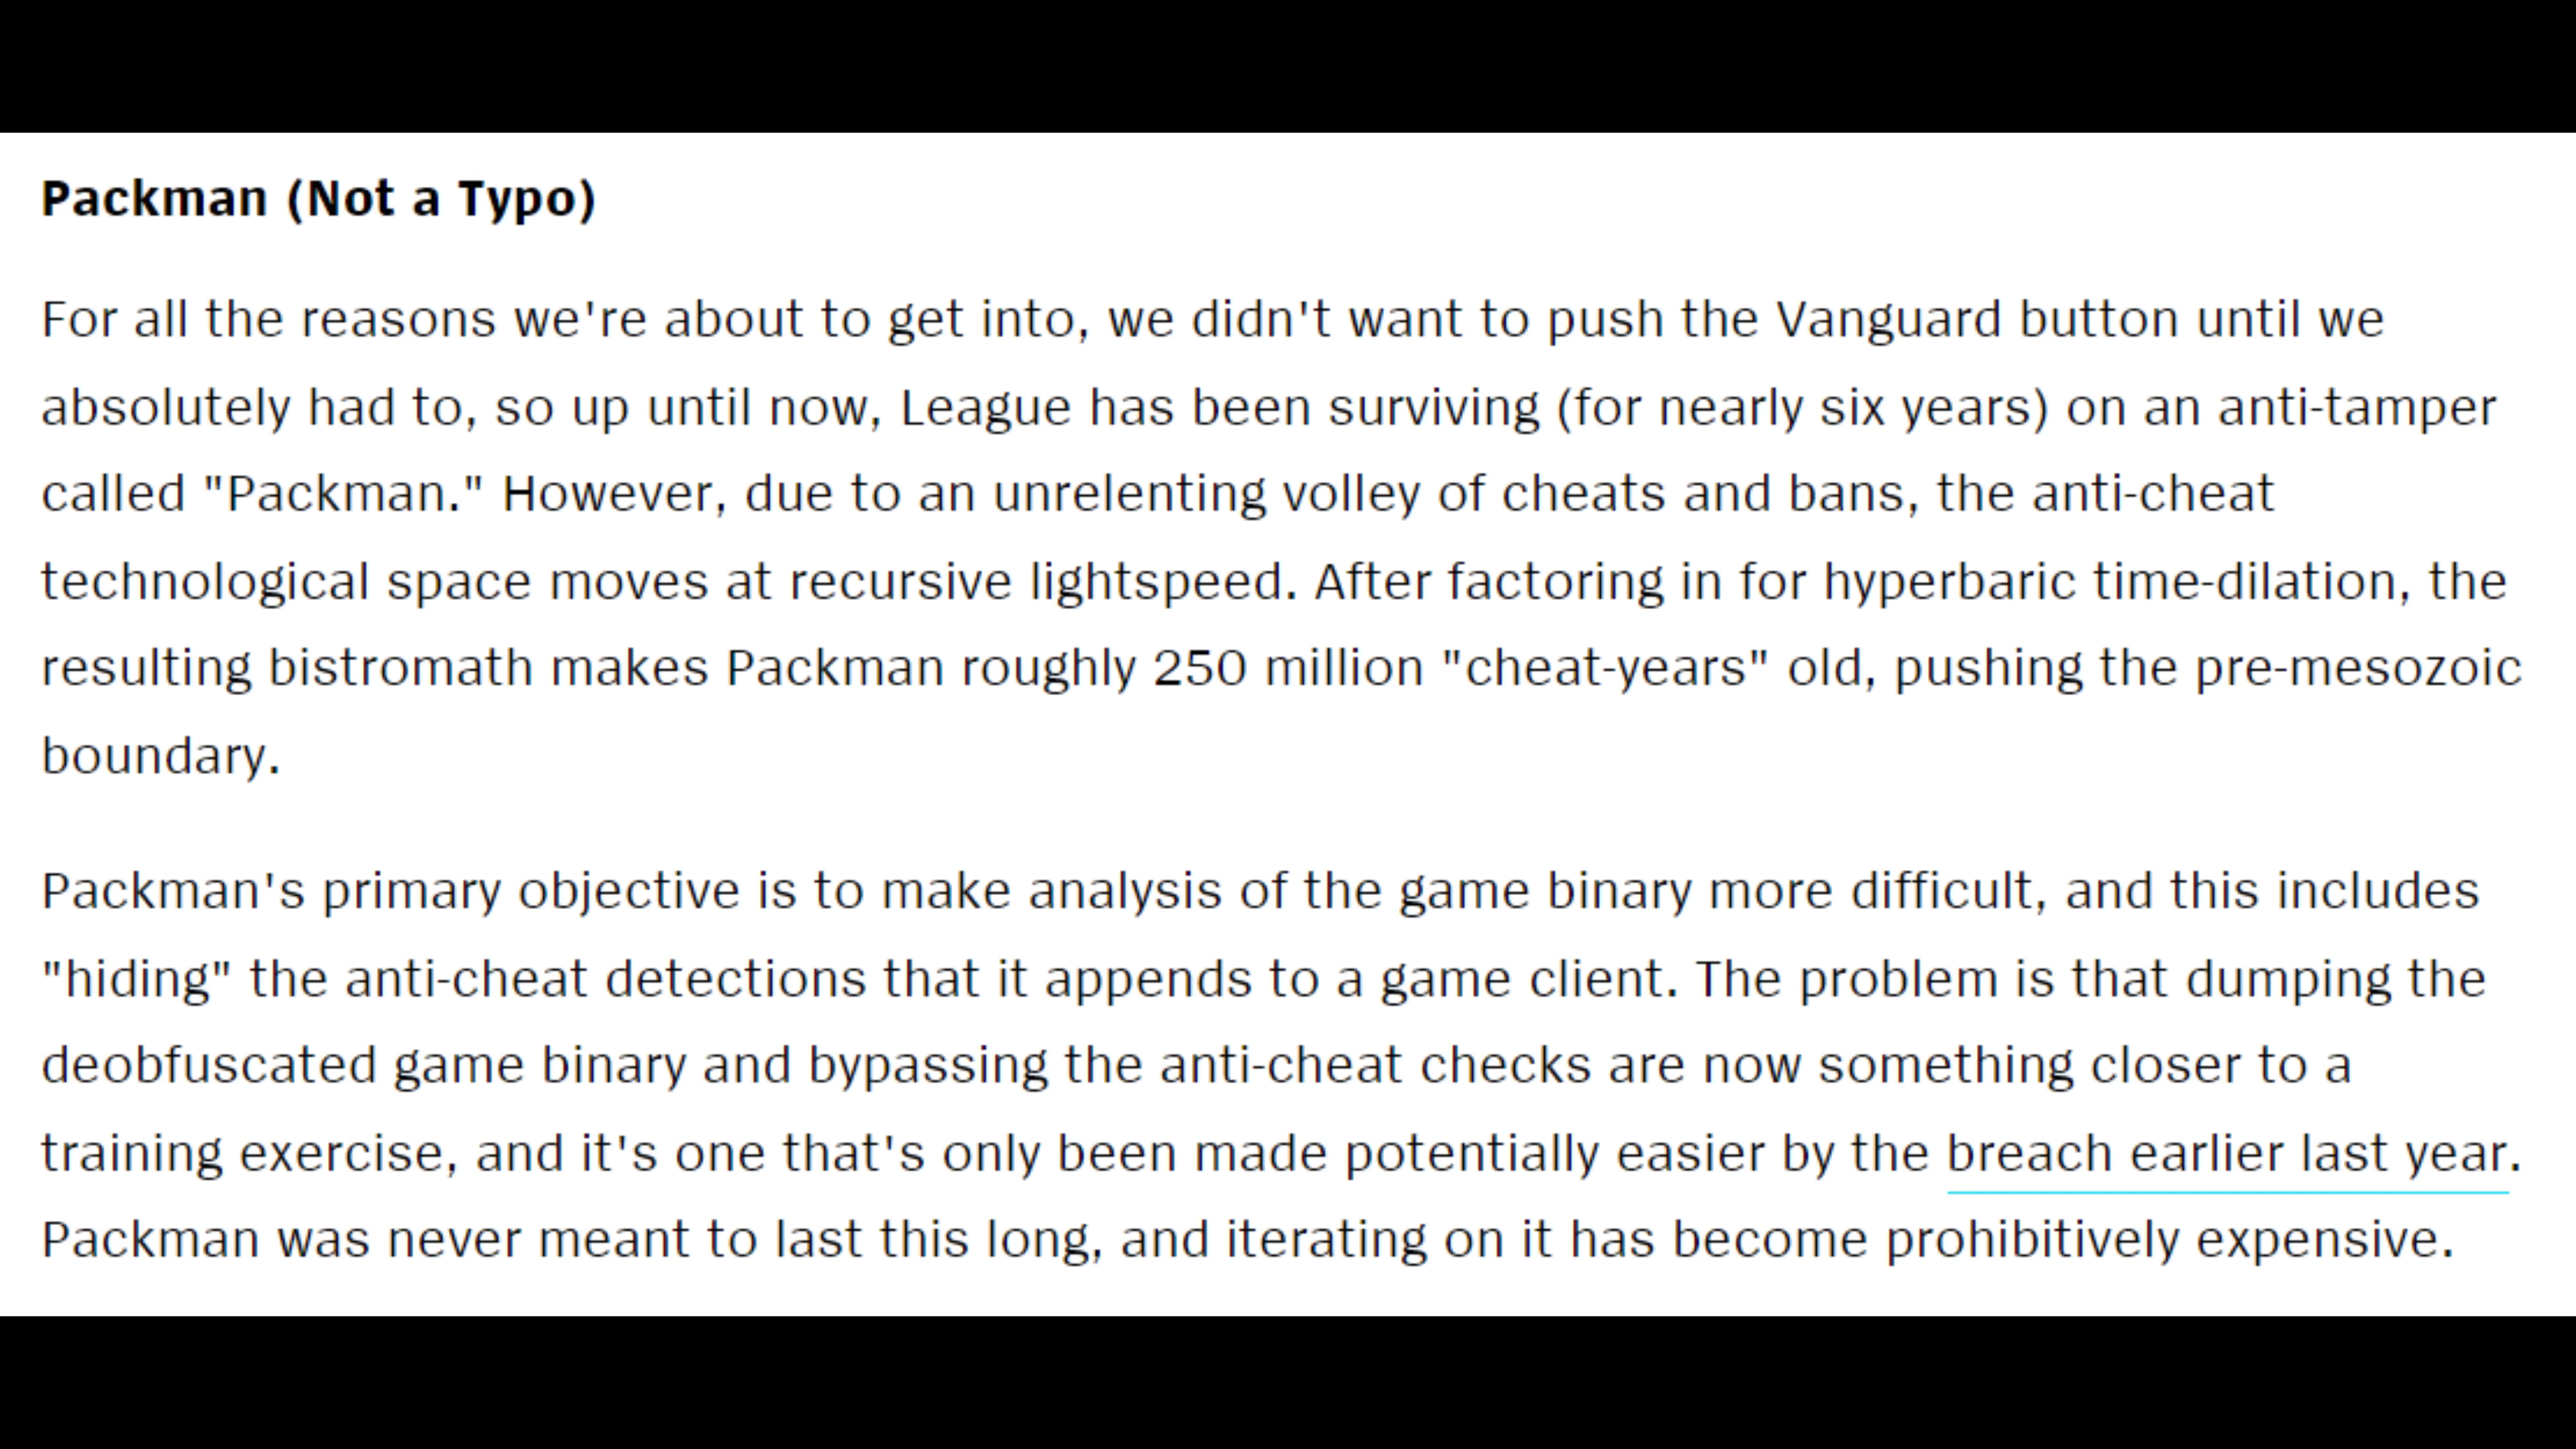 Packman (Not a Typo)
For all the reasons we're about to get into, we didn't want to push the Vanguard button until we
absolutely had to, so up until now, League has been surviving (for nearly six years) on an anti-tamper
called "Packman." However, due to an unrelenting volley of cheats and bans, the anti-cheat
technological space moves at recursive lightspeed. After factoring in for hyperbaric time-dilation, the
resulting bistromath makes Packman roughly 250 million "cheat-years" old, pushing the pre-mesozoic
boundary.
Packman's primary objective is to make analysis of the game binary more difficult, and this includes
"hiding" the anti-cheat detections that it appends to a game client. The problem is that dumping the
deobfuscated game binary and bypassing the anti-cheat checks are now something closer to a
training exercise, and it's one that's only been made potentially easier by the breach earlier last year.
Packman was never meant to last this long, and iterating on it has become prohibitively expensive.